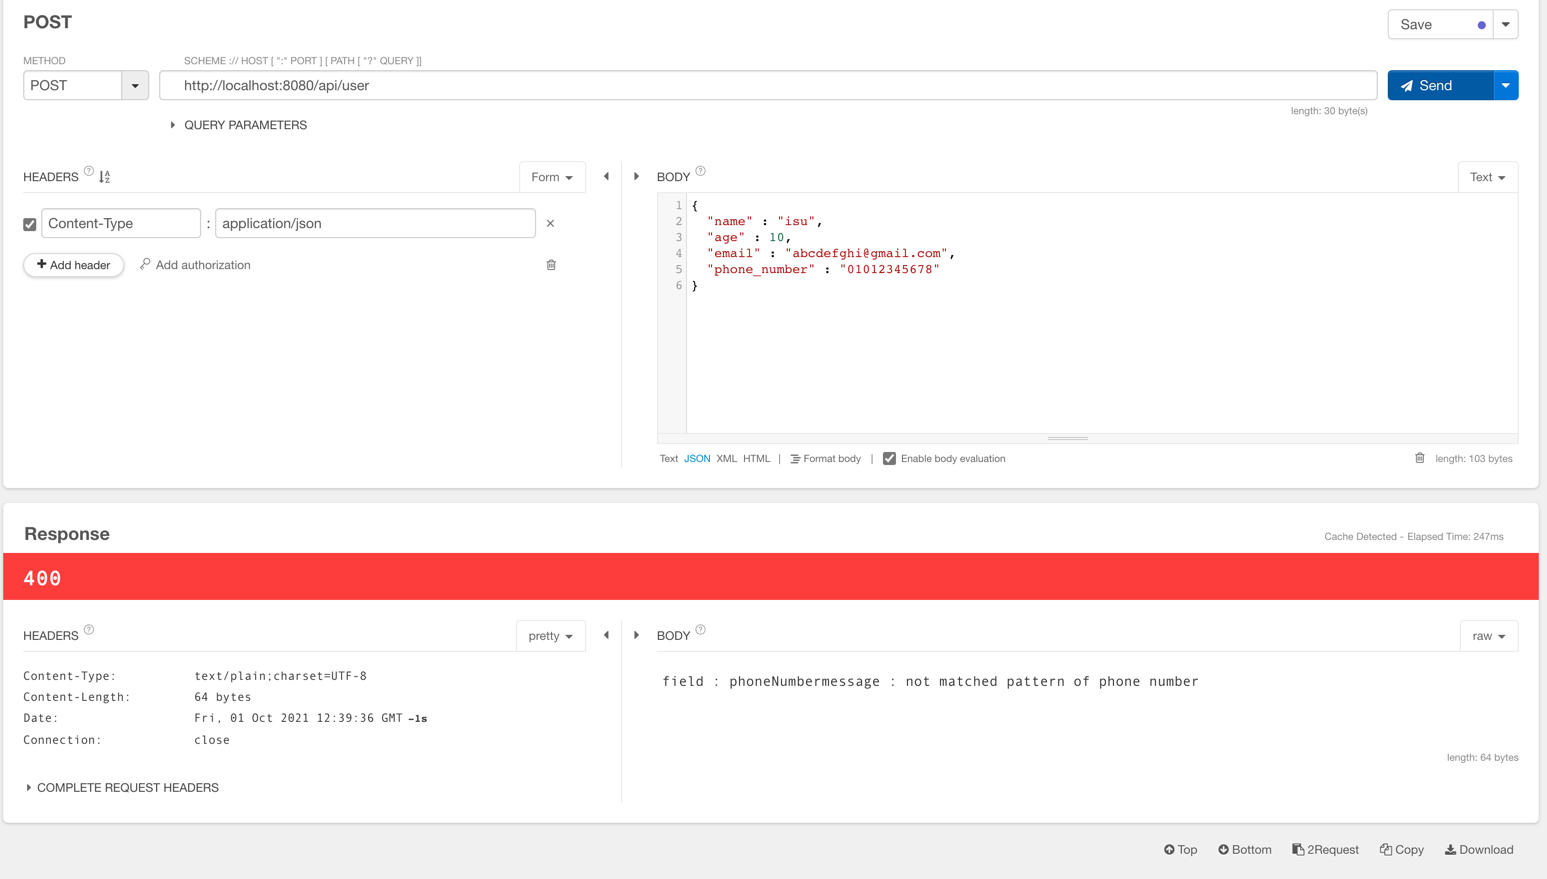 POST
Save
METHOD
SCHEME :// HOST [ ":" PORT ] [ PATH [ "?" QUERY ]]
POST
http://localhost:8080/api/user
Send
length: 30 byte(s)
QUERY PARAMETERS
HEADERS ?
Form
BODY ?
Text
Content-Type : application/json ×
+ Add header
Add authorization
1 {
2 "name" : "isu",
3 "age" : 10,
4 "email" : "abcdefghi@gmail.com",
5 "phone_number" : "01012345678"
6 }
Text JSON XML HTML | Format body | Enable body evaluation
length: 103 bytes
Response
Cache Detected - Elapsed Time: 247ms
400
HEADERS ?
pretty
BODY ?
raw
Content-Type: text/plain;charset=UTF-8
Content-Length: 64 bytes
Date: Fri, 01 Oct 2021 12:39:36 GMT -1s
Connection: close
field : phoneNumbermessage : not matched pattern of phone number
length: 64 bytes
COMPLETE REQUEST HEADERS
Top Bottom 2Request Copy Download